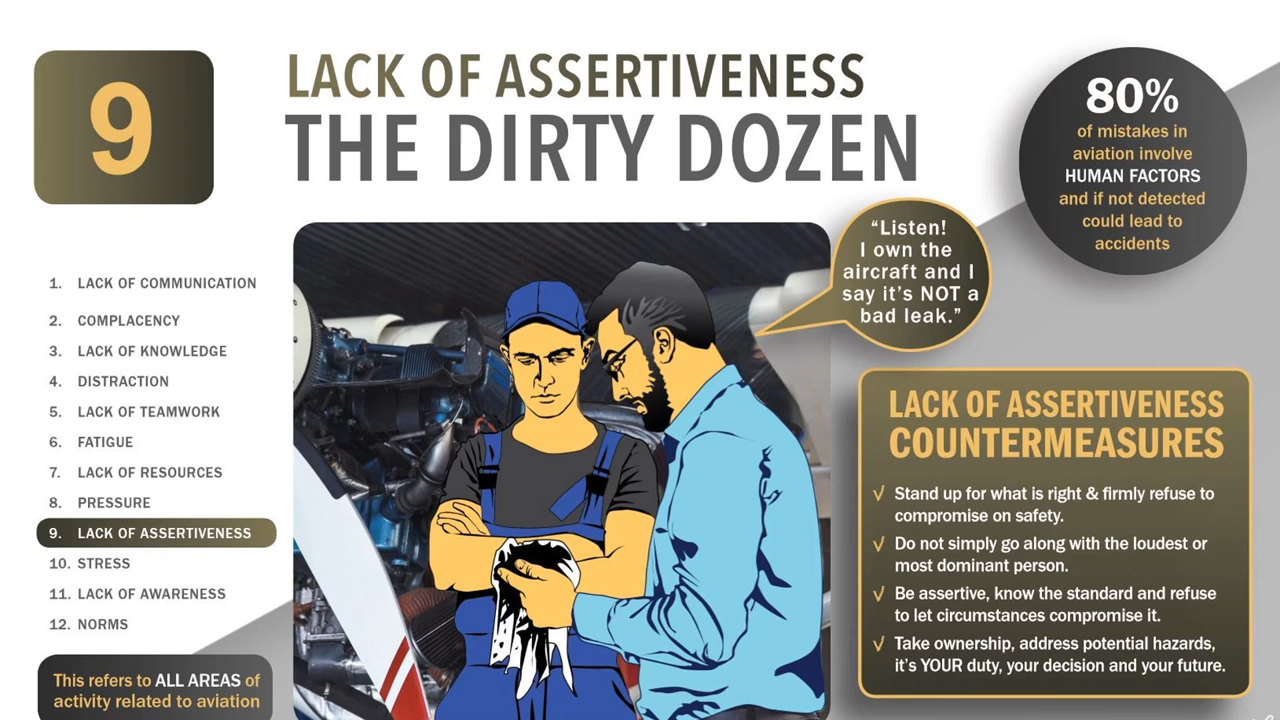 9
LACK OF ASSERTIVENESS
THE DIRTY DOZEN
80%
of mistakes in
aviation involve
HUMAN FACTORS
and if not detected
could lead to
accidents
“Listen!
I own the
aircraft and I
say it’s NOT a
bad leak.”
1. LACK OF COMMUNICATION
2. COMPLACENCY
3. LACK OF KNOWLEDGE
4. DISTRACTION
5. LACK OF TEAMWORK
6. FATIGUE
7. LACK OF RESOURCES
8. PRESSURE
9. LACK OF ASSERTIVENESS
10. STRESS
11. LACK OF AWARENESS
12. NORMS
This refers to ALL AREAS of
activity related to aviation
LACK OF ASSERTIVENESS
COUNTERMEASURES
√ Stand up for what is right & firmly refuse to
compromise on safety.
√ Do not simply go along with the loudest or
most dominant person.
√ Be assertive, know the standard and refuse
to let circumstances compromise it.
√ Take ownership, address potential hazards,
it’s YOUR duty, your decision and your future.